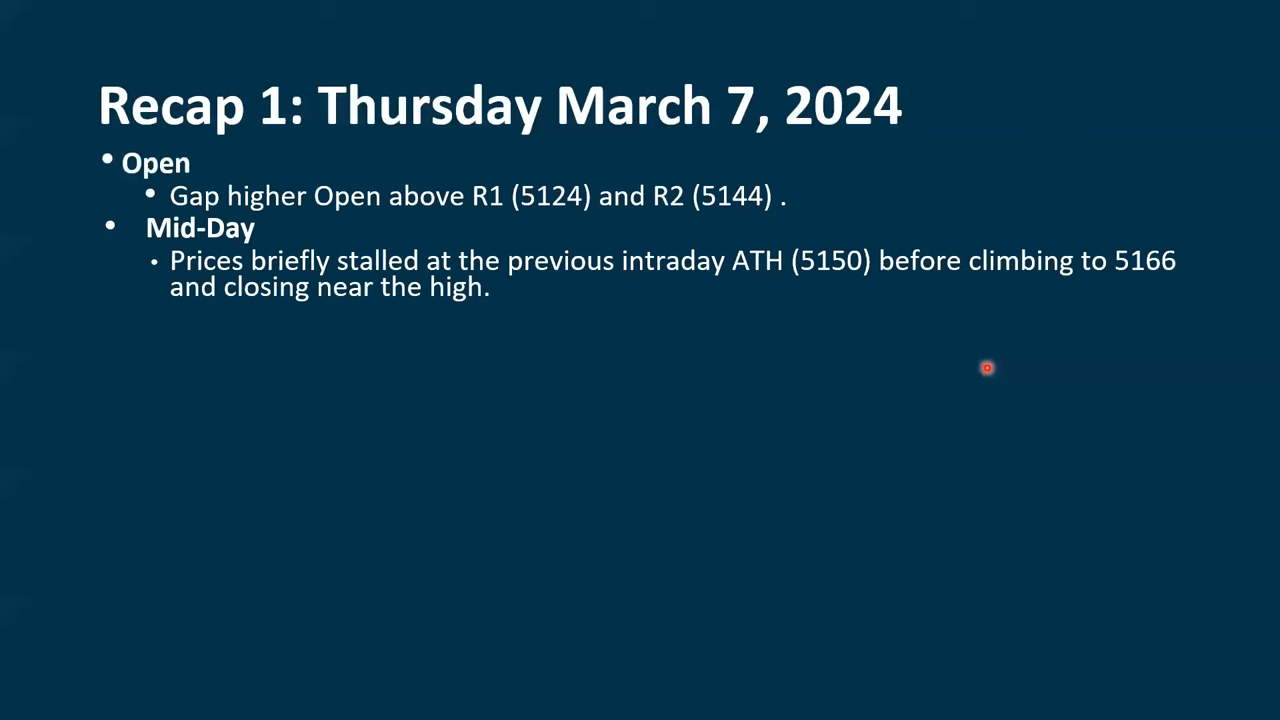 Recap 1: Thursday March 7, 2024
• Open
• Gap higher Open above R1 (5124) and R2 (5144) .
• Mid-Day
• Prices briefly stalled at the previous intraday ATH (5150) before climbing to 5166
and closing near the high.